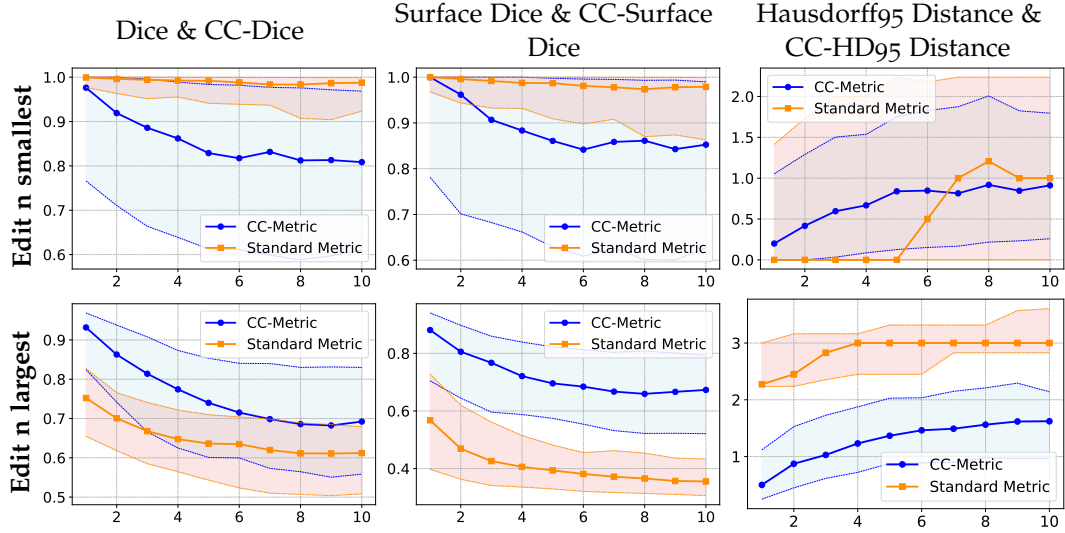 Dice & CC-Dice
Surface Dice & CC-Surface
Dice
Hausdorff95 Distance &
CC-HD95 Distance
Edit n smallest
1.0
0.9
0.8
0.7
0.6
CC-Metric
Standard Metric
2 4 6 8 10
1.0
0.9
0.8
0.7
0.6
CC-Metric
Standard Metric
2 4 6 8 10
2.0
1.5
1.0
0.5
0.0
CC-Metric
Standard Metric
2 4 6 8 10
Edit n largest
0.9
0.8
0.7
0.6
0.5
CC-Metric
Standard Metric
2 4 6 8 10
0.8
0.6
0.4
CC-Metric
Standard Metric
2 4 6 8 10
3
2
1
CC-Metric
Standard Metric
2 4 6 8 10